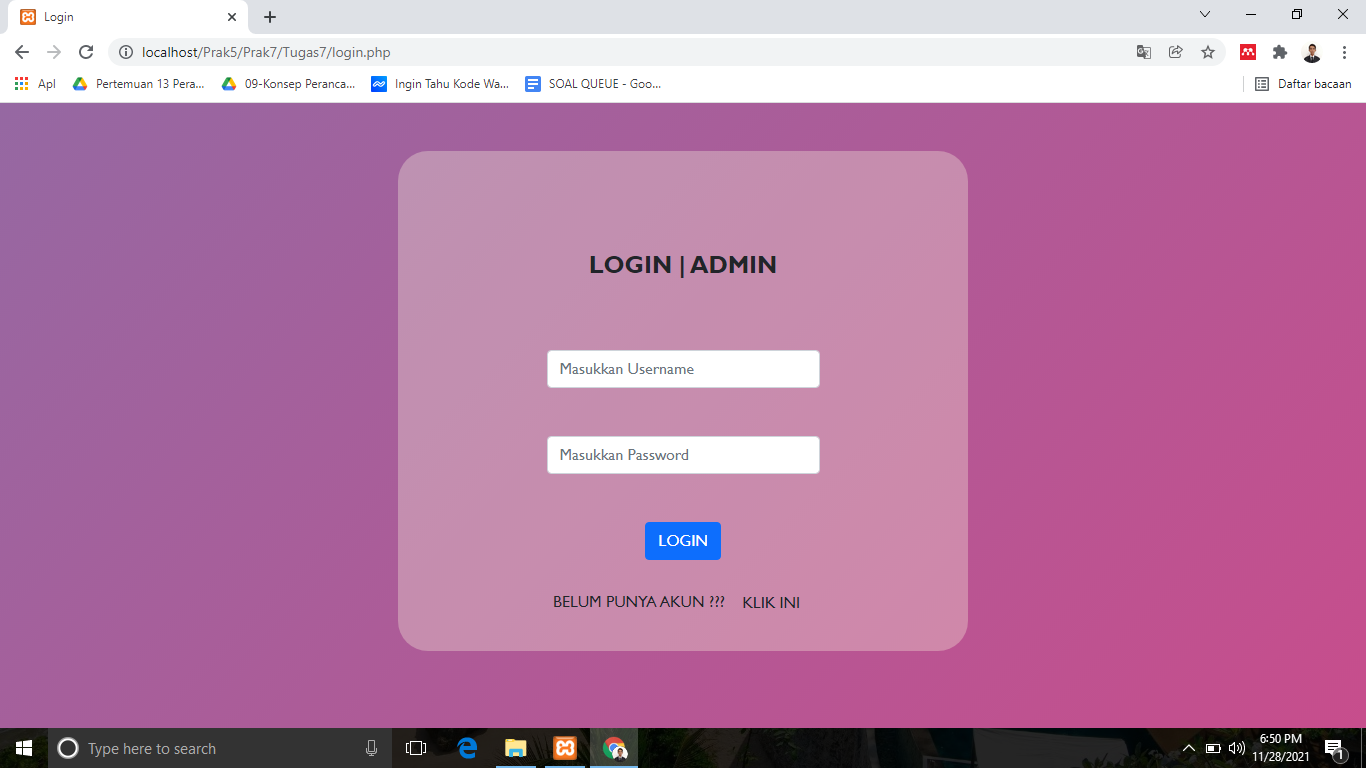 Login
localhost/Prak5/Prak7/Tugas7/login.php
Apl Pertemuan 13 Pera... 09-Konsep Peranca... Ingin Tahu Kode Wa... SOAL QUEUE - Goo... Daftar bacaan
LOGIN | ADMIN
Masukkan Username
Masukkan Password
LOGIN
BELUM PUNYA AKUN ??? KLIK INI
Type here to search
6:50 PM
11/28/2021
1